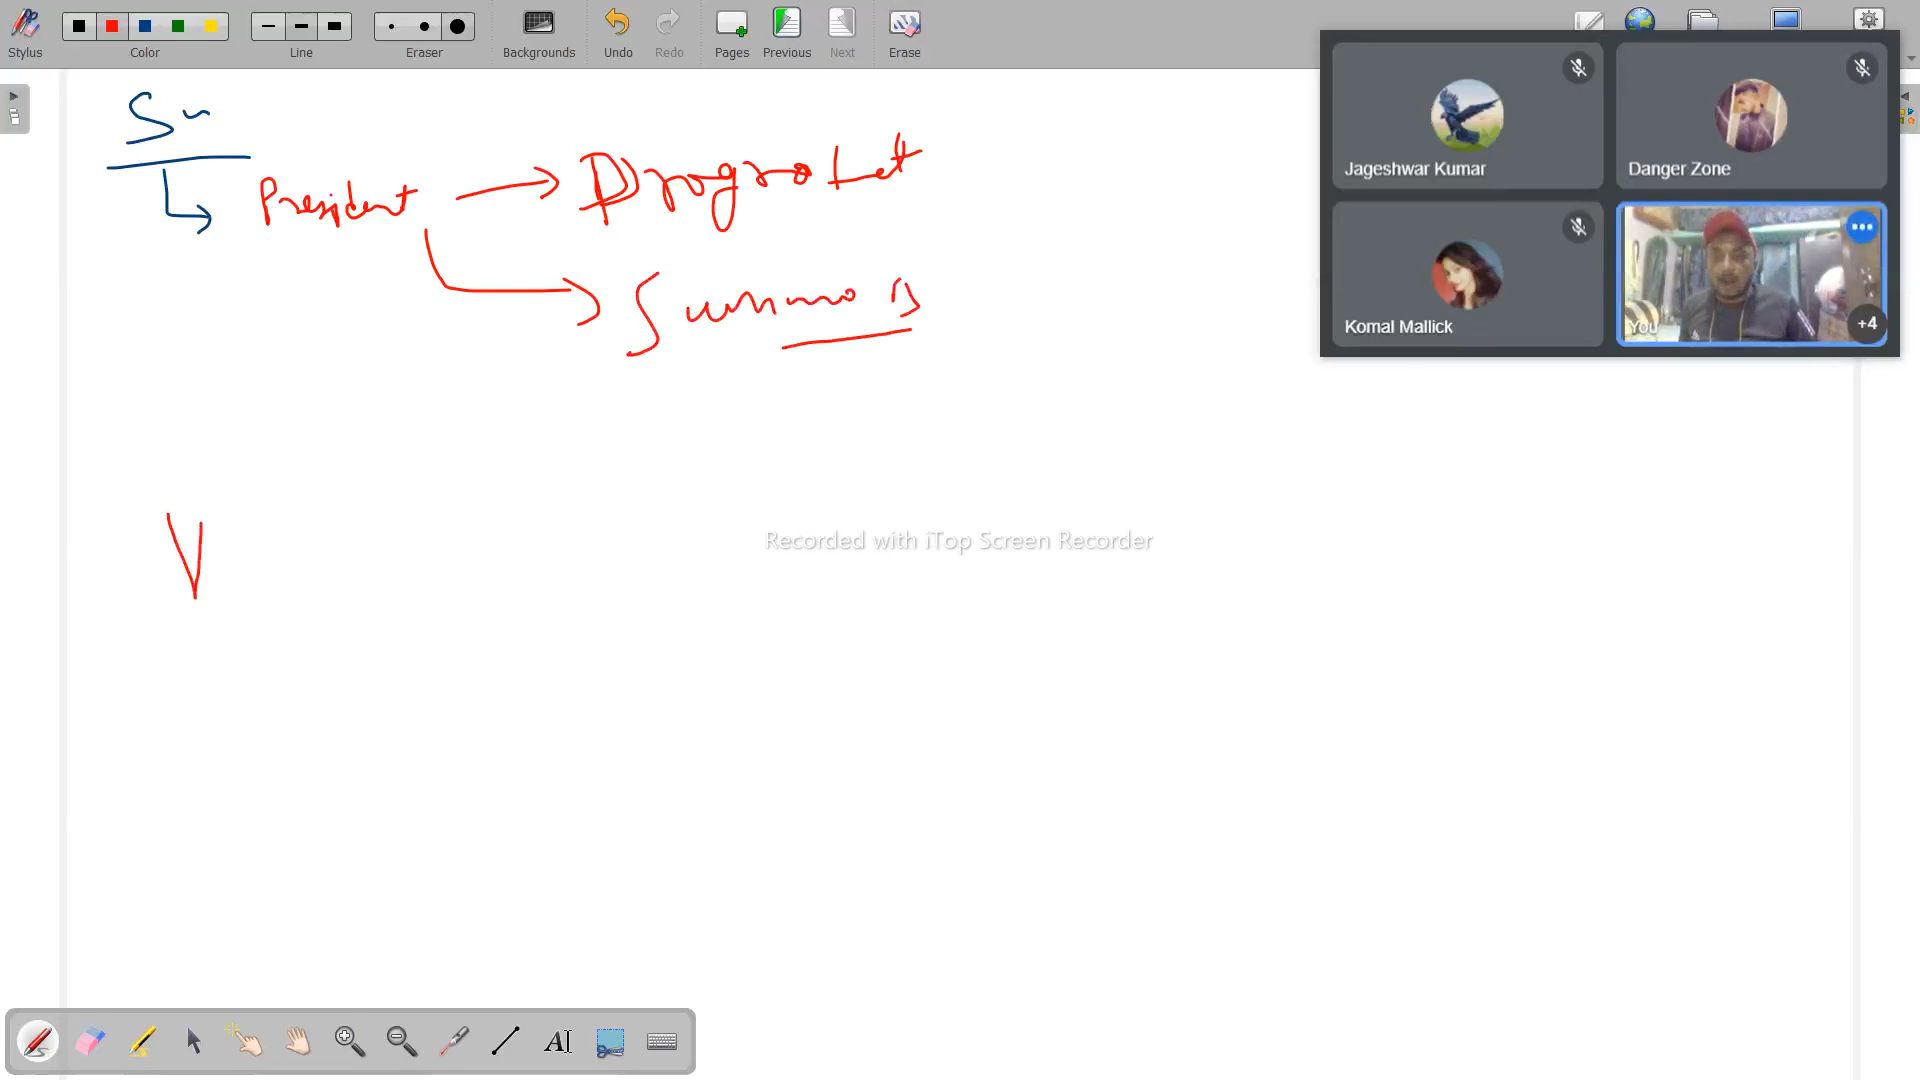 Stylus
Color
Line
Eraser
Backgrounds
Undo
Redo
Pages
Previous
Next
Erase
President
Jageshwar Kumar
Danger Zone
Komal Mallick
You
+4
Recorded with iTop Screen Recorder
V